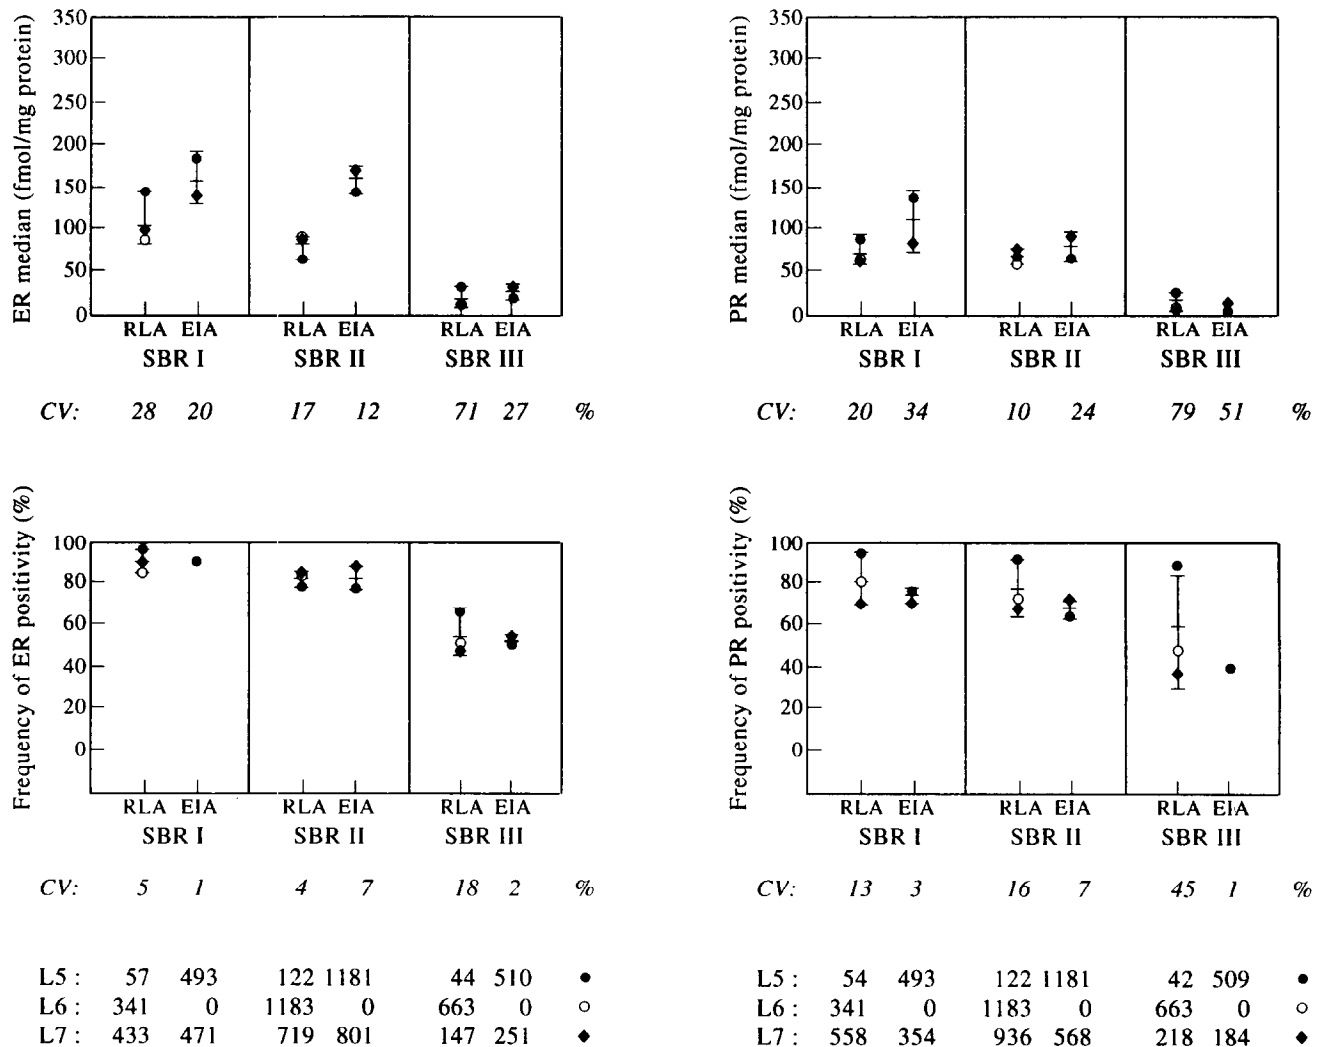 ER median (fmol/mg protein)
350
300
250
200
150
100
50
0
RLA EIA RLA EIA RLA EIA
SBR I SBR II SBR III
CV: 28 20 17 12 71 27 %
PR median (fmol/mg protein)
350
300
250
200
150
100
50
0
RLA EIA RLA EIA RLA EIA
SBR I SBR II SBR III
CV: 20 34 10 24 79 51 %
Frequency of ER positivity (%)
100
80
60
40
20
0
RLA EIA RLA EIA RLA EIA
SBR I SBR II SBR III
CV: 5 1 4 7 18 2 %
Frequency of PR positivity (%)
100
80
60
40
20
0
RLA EIA RLA EIA RLA EIA
SBR I SBR II SBR III
CV: 13 3 16 7 45 1 %
L5 : 57 493 122 1181 44 510 ●
L6 : 341 0 1183 0 663 0 ○
L7 : 433 471 719 801 147 251 ◆
L5 : 54 493 122 1181 42 509 ●
L6 : 341 0 1183 0 663 0 ○
L7 : 558 354 936 568 218 184 ◆